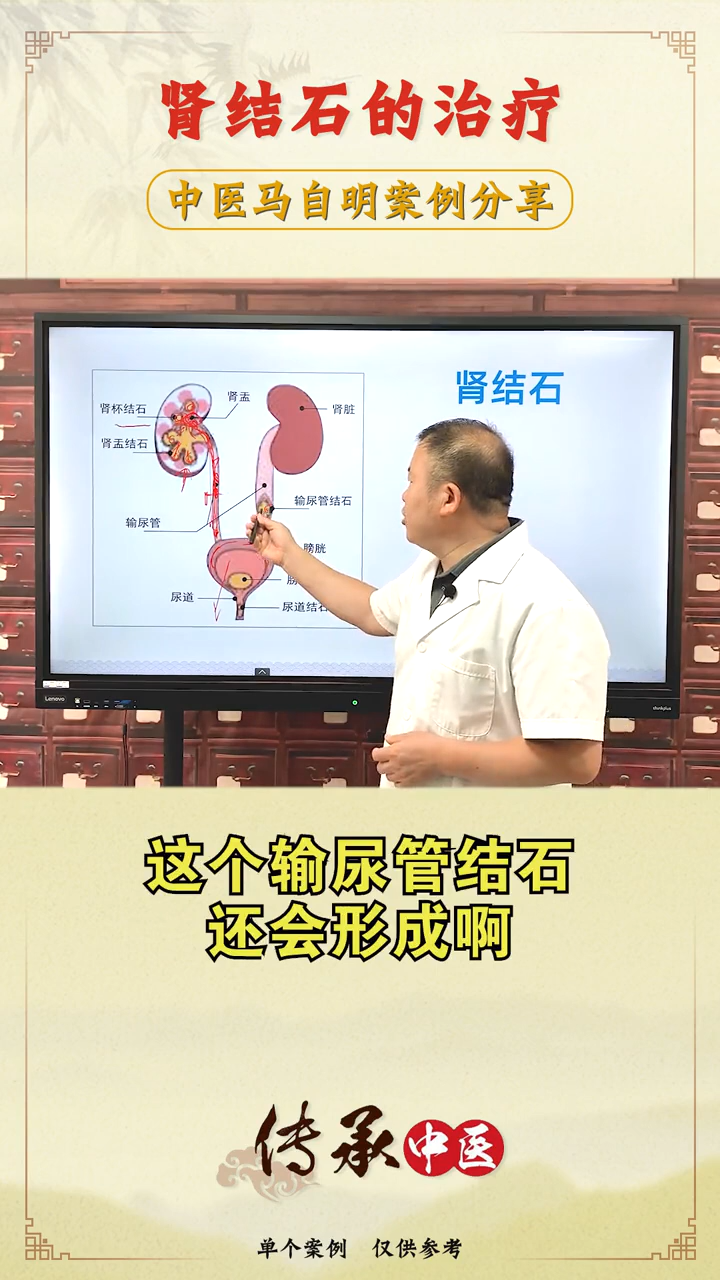 肾结石的治疗
中医马自明案例分享
肾结石
肾盂
肾杯结石
肾脏
肾盂结石
输尿管结石
输尿管
膀胱
膀
尿道
尿道结石
Lenovo
thinkplus
这个输尿管结石
还会形成啊
传承中医
单个案例 仅供参考